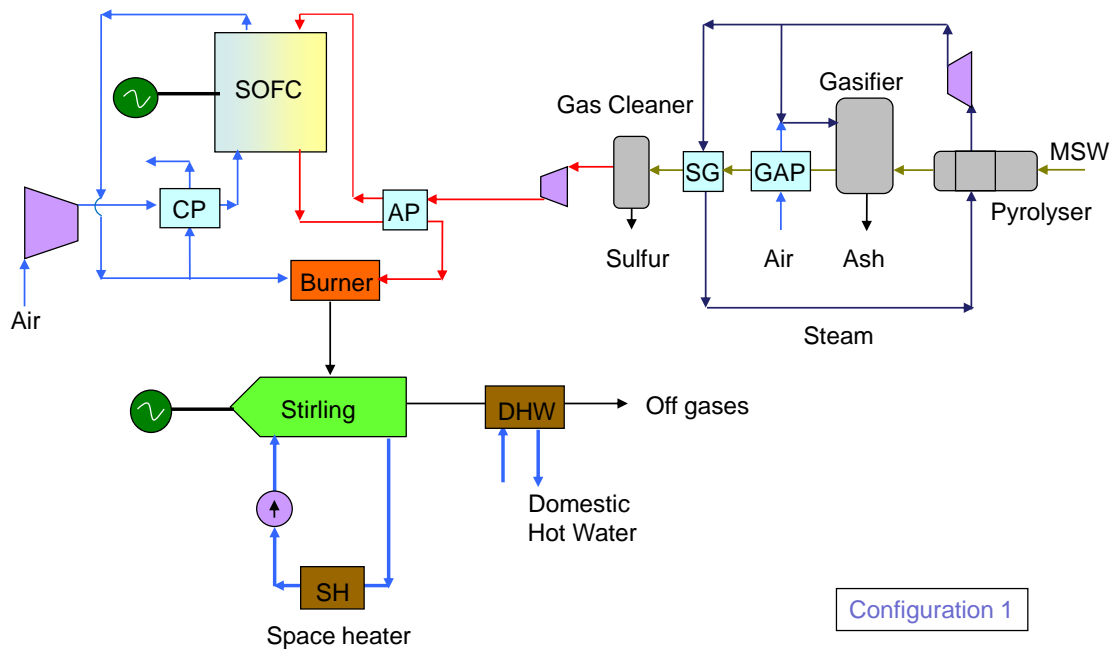 SOFC
Gas Cleaner
Gasifier
MSW
SG
GAP
Pyrolyser
CP
AP
Sulfur
Air
Ash
Burner
Air
Steam
Stirling
DHW
Off gases
Domestic
Hot Water
SH
Space heater
Configuration 1